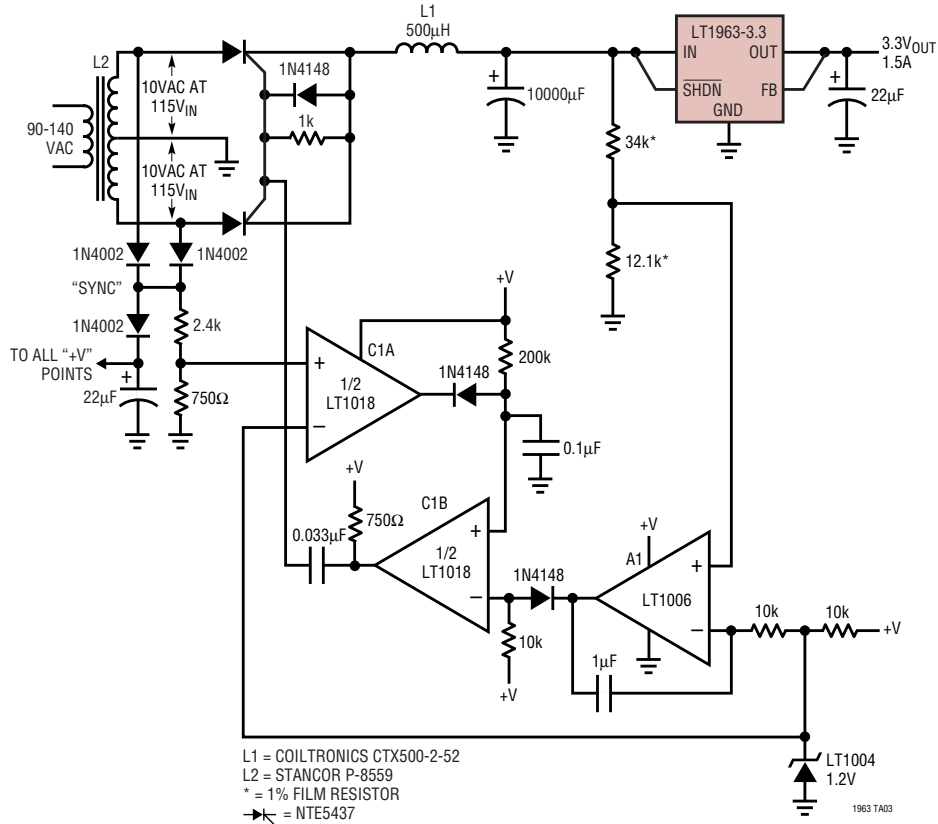 L1
500µH
LT1963-3.3
IN
OUT
SHDN
FB
GND
3.3VOUT
1.5A
L2
10VAC AT
115VIN
1N4148
+
10000µF
+
22µF
90-140
VAC
1k
34k*
10VAC AT
115VIN
1N4002
1N4002
12.1k*
"SYNC"
+V
1N4002
2.4k
TO ALL "+V"
POINTS
+
C1A
+
1/2
LT1018
–
1N4148
200k
22µF
750Ω
0.1µF
+V
C1B
750Ω
0.033µF
+
1/2
LT1018
–
+V
A1
+
LT1006
–
1N4148
10k
10k
+V
10k
1µF
+V
L1 = COILTRONICS CTX500-2-52
L2 = STANCOR P-8559
* = 1% FILM RESISTOR
= NTE5437
LT1004
1.2V
1963 TA03